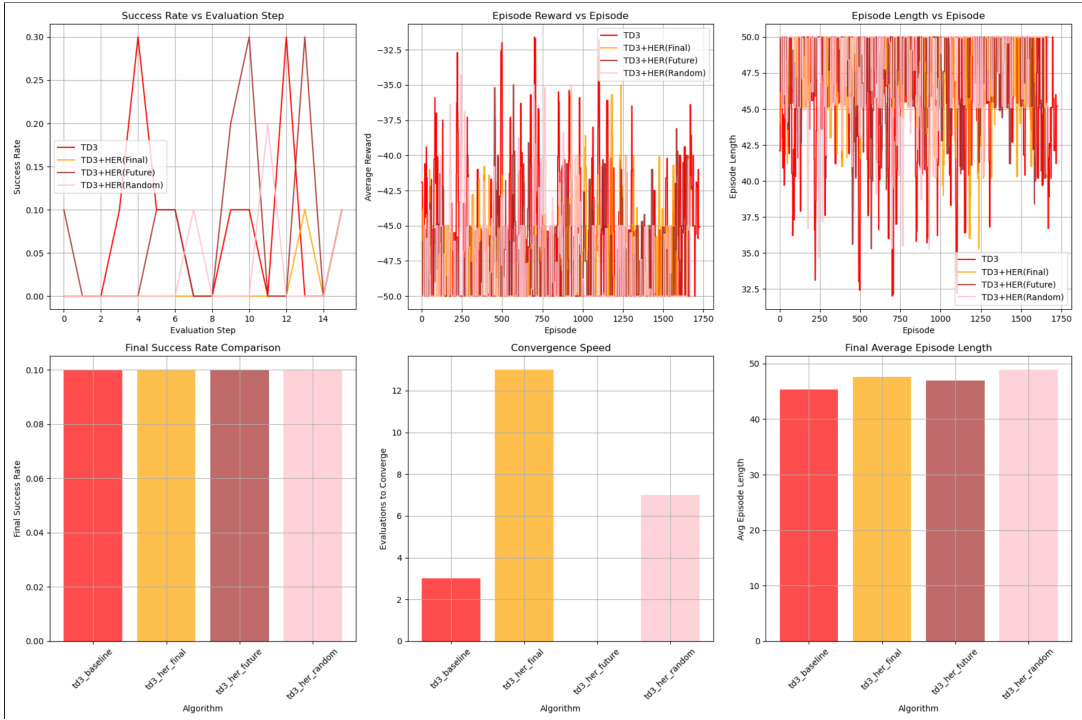 Success Rate vs Evaluation Step
Success Rate
0.30
0.25
0.20
0.15
0.10
0.05
0.00
TD3
TD3+HER(Final)
TD3+HER(Future)
TD3+HER(Random)
0 2 4 6 8 10 12 14
Evaluation Step
Episode Reward vs Episode
Average Reward
−32.5
−35.0
−37.5
−40.0
−42.5
−45.0
−47.5
−50.0
TD3
TD3+HER(Final)
TD3+HER(Future)
TD3+HER(Random)
0 250 500 750 1000 1250 1500 1750
Episode
Episode Length vs Episode
Episode Length
50.0
47.5
45.0
42.5
40.0
37.5
35.0
32.5
TD3
TD3+HER(Final)
TD3+HER(Future)
TD3+HER(Random)
0 250 500 750 1000 1250 1500 1750
Episode
Final Success Rate Comparison
Final Success Rate
0.10
0.08
0.06
0.04
0.02
0.00
td3_baseline
td3_her_final
td3_her_future
td3_her_random
Algorithm
Convergence Speed
Evaluations to Converge
12
10
8
6
4
2
0
td3_baseline
td3_her_final
td3_her_future
td3_her_random
Algorithm
Final Average Episode Length
Avg Episode Length
50
40
30
20
10
0
td3_baseline
td3_her_final
td3_her_future
td3_her_random
Algorithm